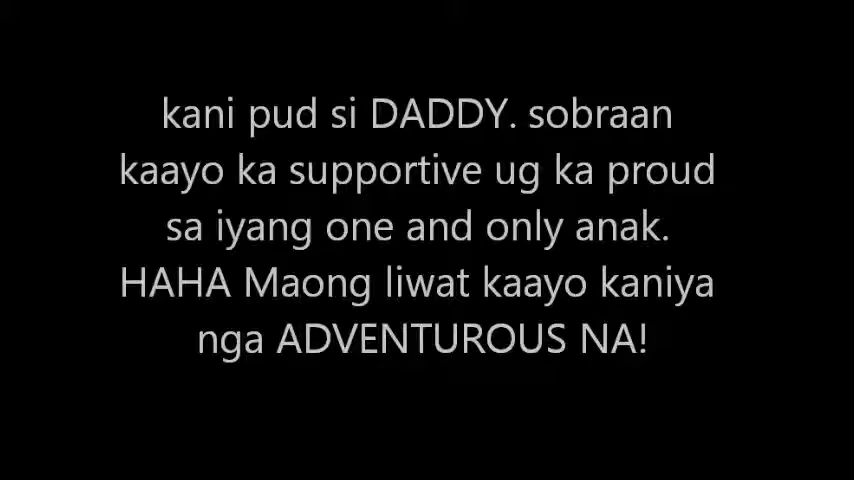 kani pud si DADDY. sobraan
kaayo ka supportive ug ka proud
sa iyang one and only anak.
HAHA Maong liwat kaayo kaniya
nga ADVENTUROUS NA!